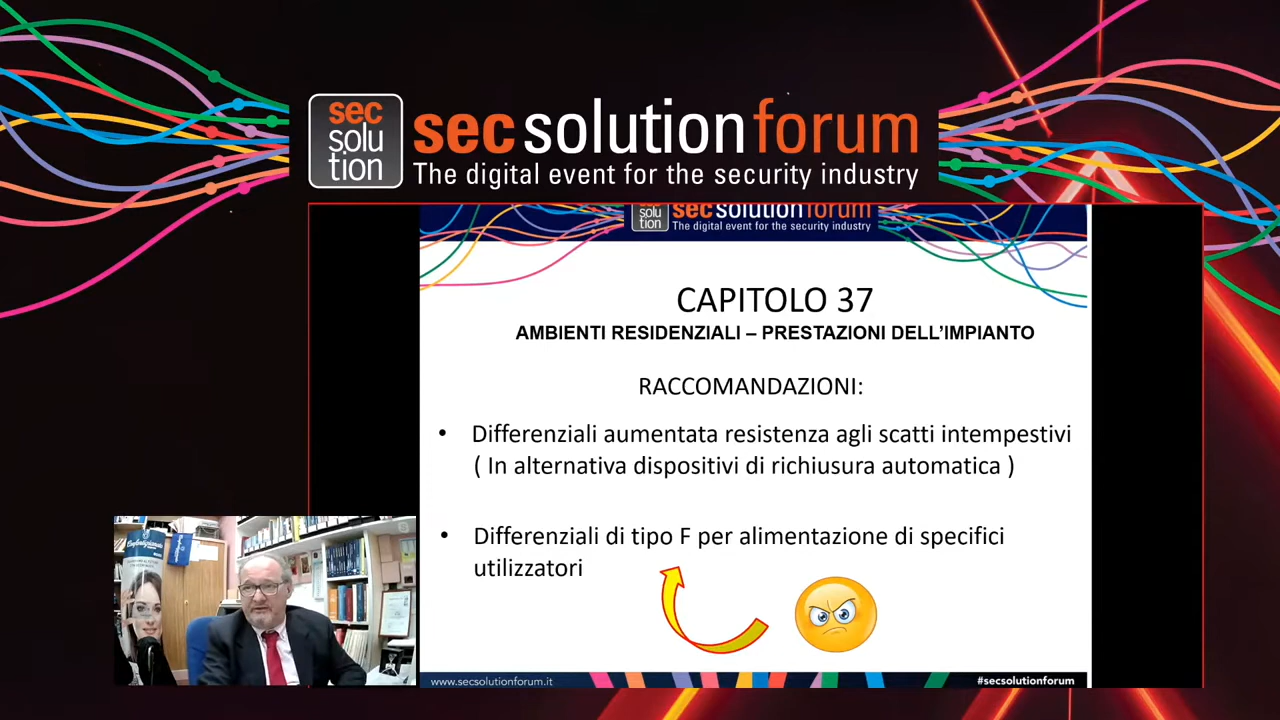 sec
solu
tion
secsolutionforum
The digital event for the security industry
solu
tion
secsolutionforum
The digital event for the security industry
CAPITOLO 37
AMBIENTI RESIDENZIALI – PRESTAZIONI DELL'IMPIANTO
RACCOMANDAZIONI:
• Differenziali aumentata resistenza agli scatti intempestivi
( In alternativa dispositivi di richiusura automatica )
• Differenziali di tipo F per alimentazione di specifici
utilizzatori
www.secsolutionforum.it
#secsolutionforum